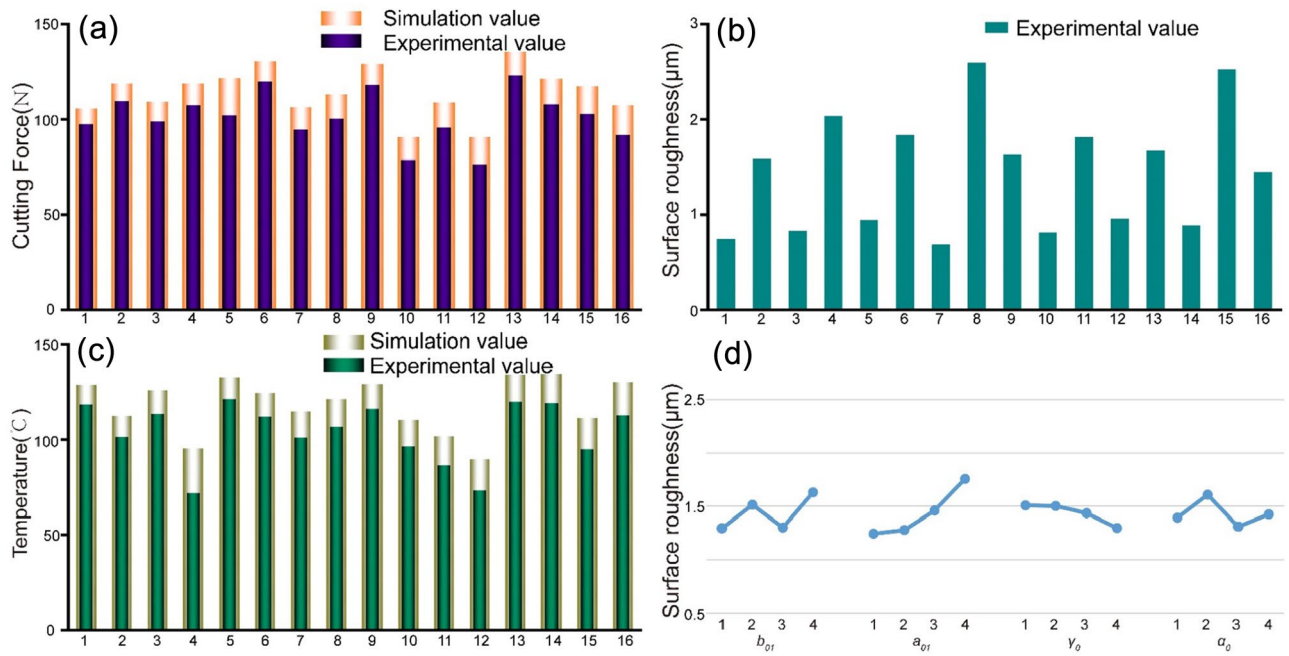 (a)
Simulation value
Experimental value
Cutting Force(N)
150
100
50
0
1 2 3 4 5 6 7 8 9 10 11 12 13 14 15 16
(b)
Experimental value
Surface roughness(μm)
3
2
1
0
1 2 3 4 5 6 7 8 9 10 11 12 13 14 15 16
(c)
Simulation value
Experimental value
Temperature(℃)
150
100
50
0
1 2 3 4 5 6 7 8 9 10 11 12 13 14 15 16
(d)
Surface roughness(μm)
2.5
1.5
0.5
1 2 3 4 1 2 3 4 1 2 3 4 1 2 3 4
b₀₁ a₀₁ γ₀ α₀